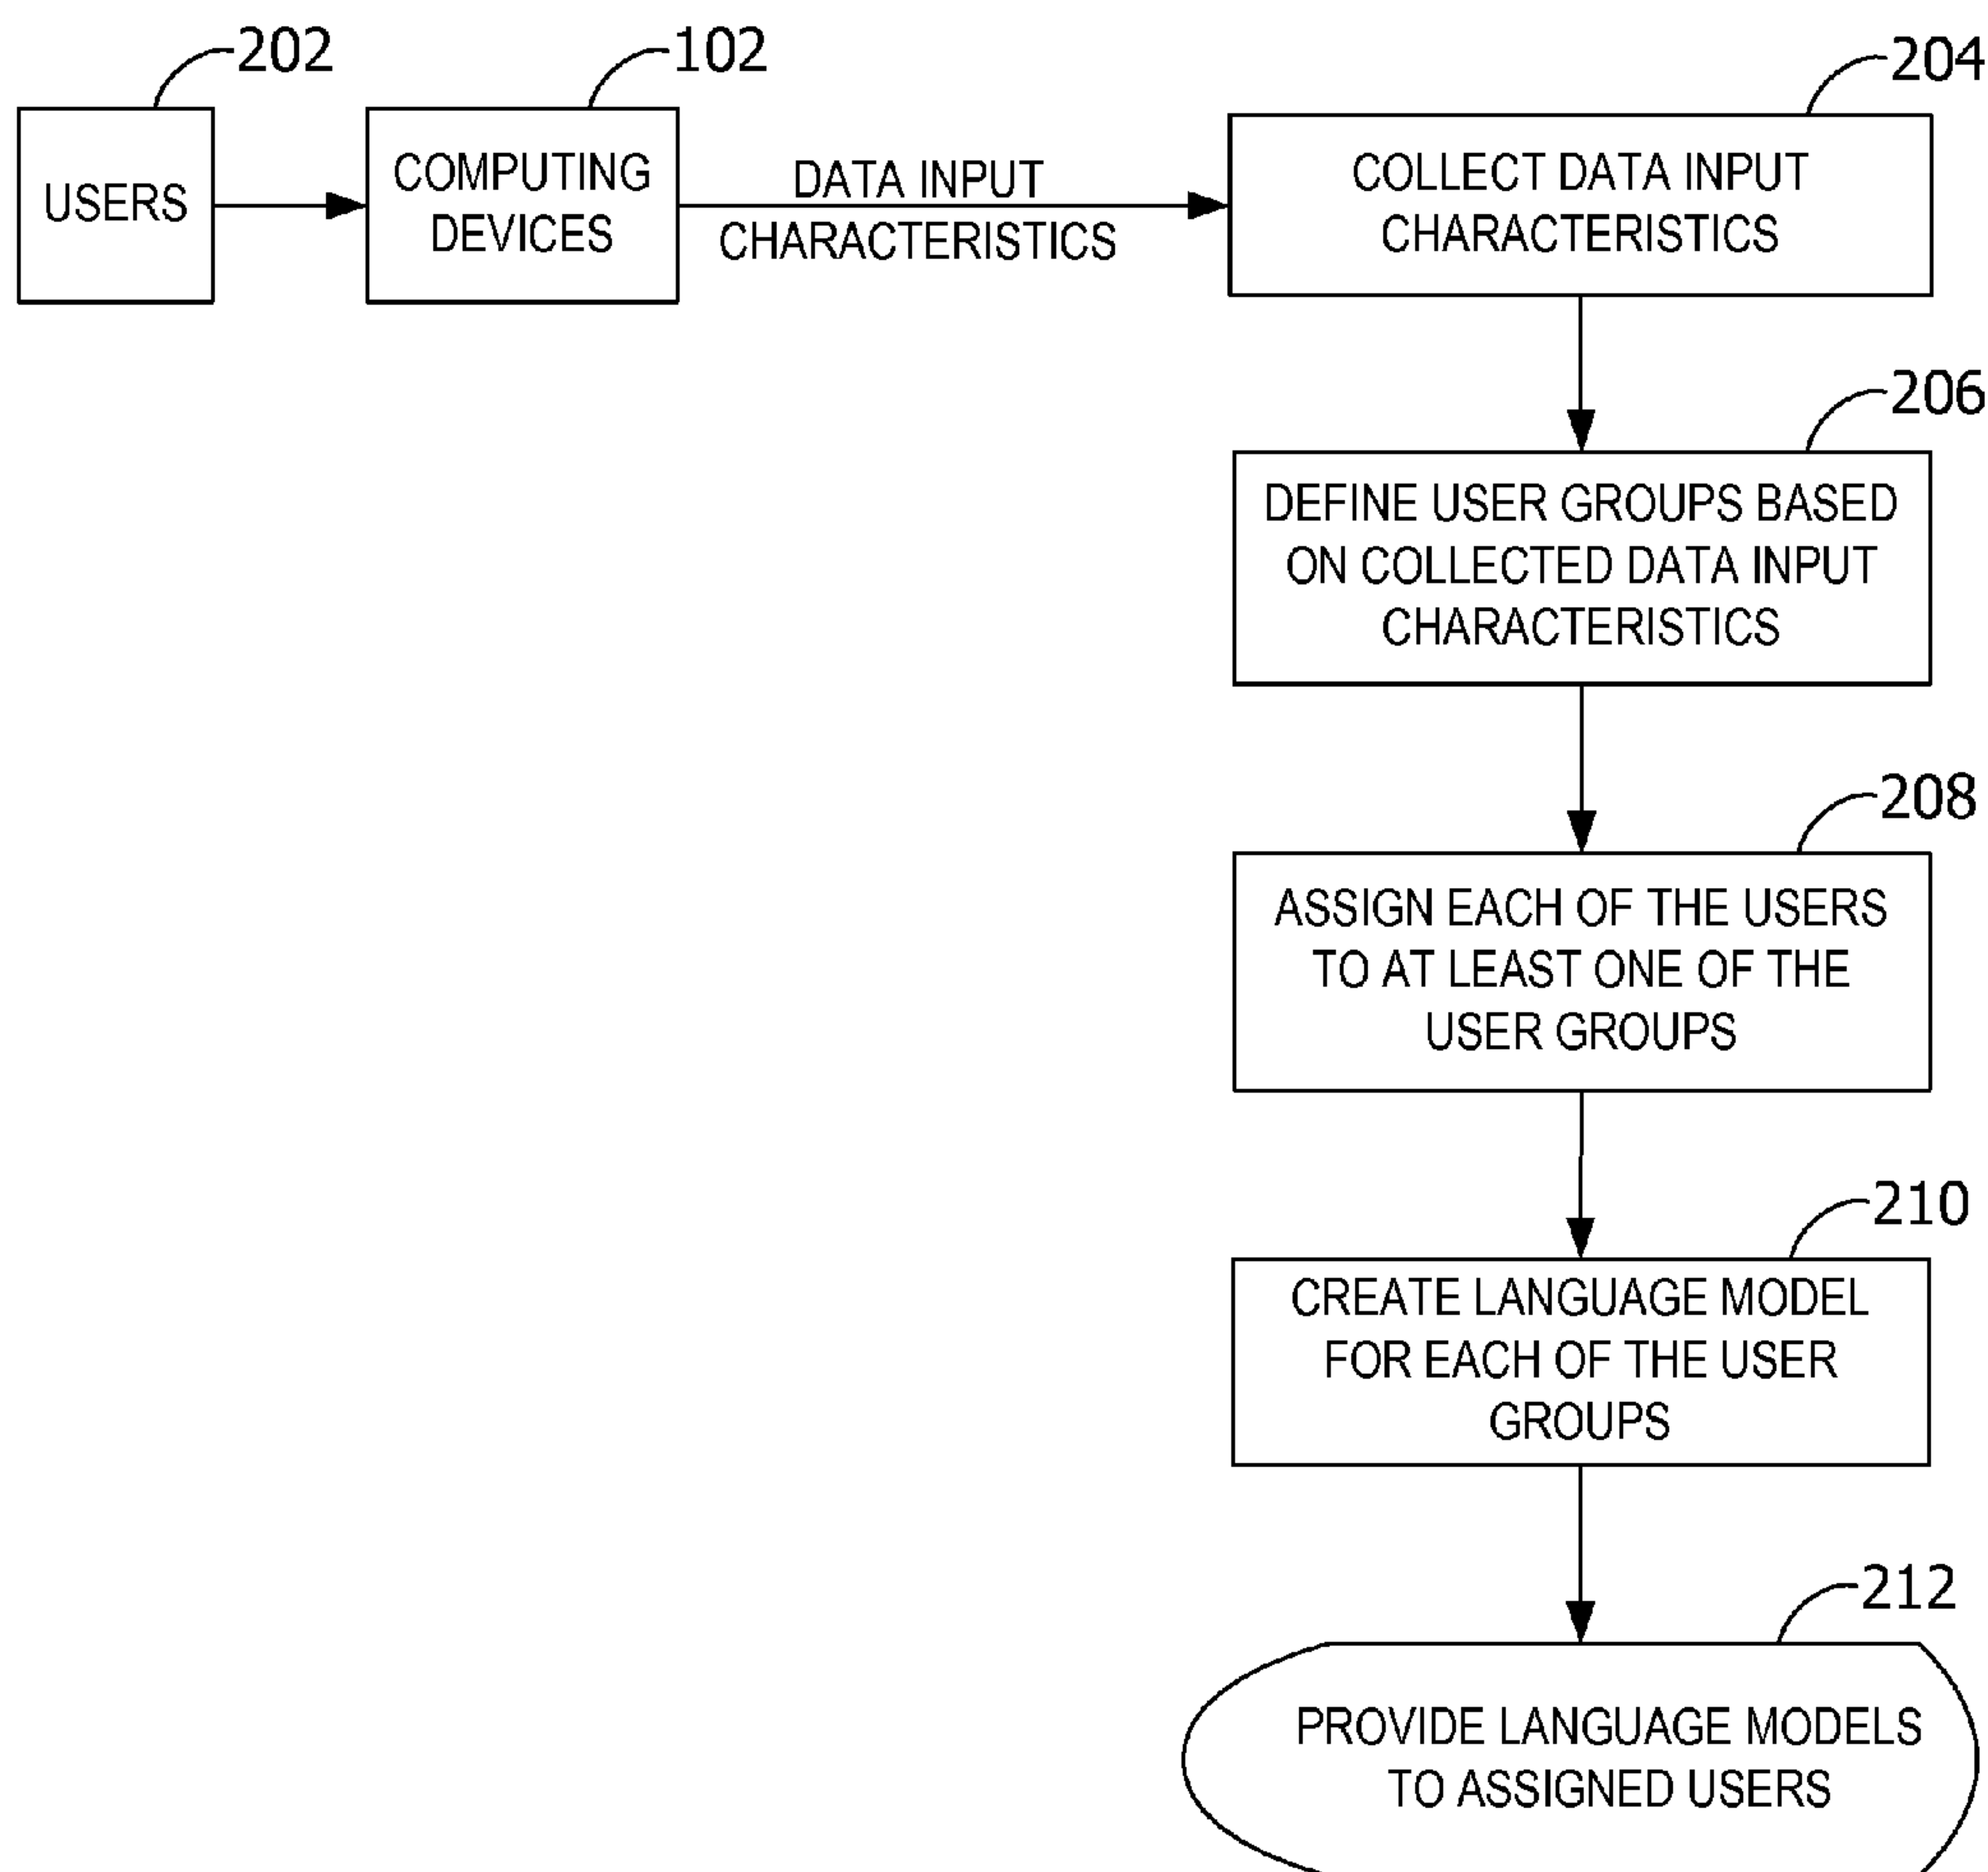 202
102
204
USERS
COMPUTING
DEVICES
DATA INPUT
CHARACTERISTICS
COLLECT DATA INPUT
CHARACTERISTICS
206
DEFINE USER GROUPS BASED
ON COLLECTED DATA INPUT
CHARACTERISTICS
208
ASSIGN EACH OF THE USERS
TO AT LEAST ONE OF THE
USER GROUPS
210
CREATE LANGUAGE MODEL
FOR EACH OF THE USER
GROUPS
212
PROVIDE LANGUAGE MODELS
TO ASSIGNED USERS